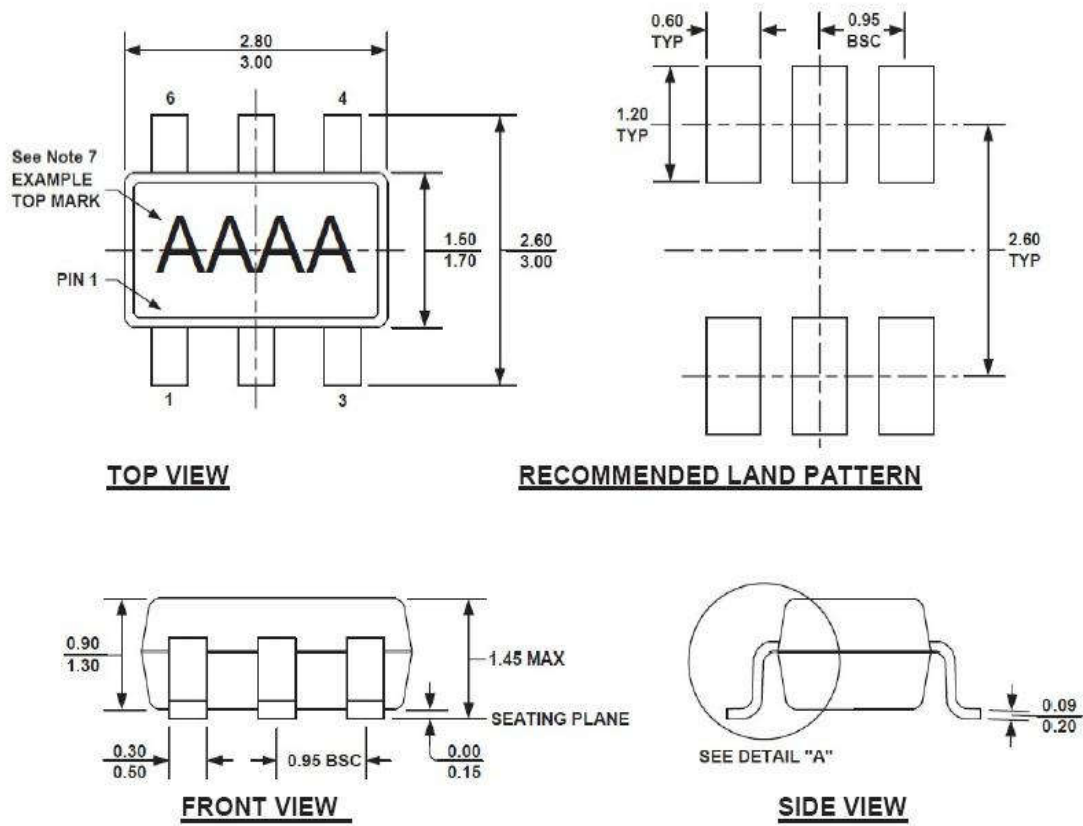 2.80
3.00
6
4
See Note 7
EXAMPLE
TOP MARK
AAAA
PIN 1
1.50
1.70
2.60
3.00
1
3
TOP VIEW
0.60
TYP
0.95
BSC
1.20
TYP
2.60
TYP
RECOMMENDED LAND PATTERN
0.90
1.30
1.45 MAX
SEATING PLANE
0.30
0.50
0.95 BSC
0.00
0.15
FRONT VIEW
0.09
0.20
SEE DETAIL "A"
SIDE VIEW